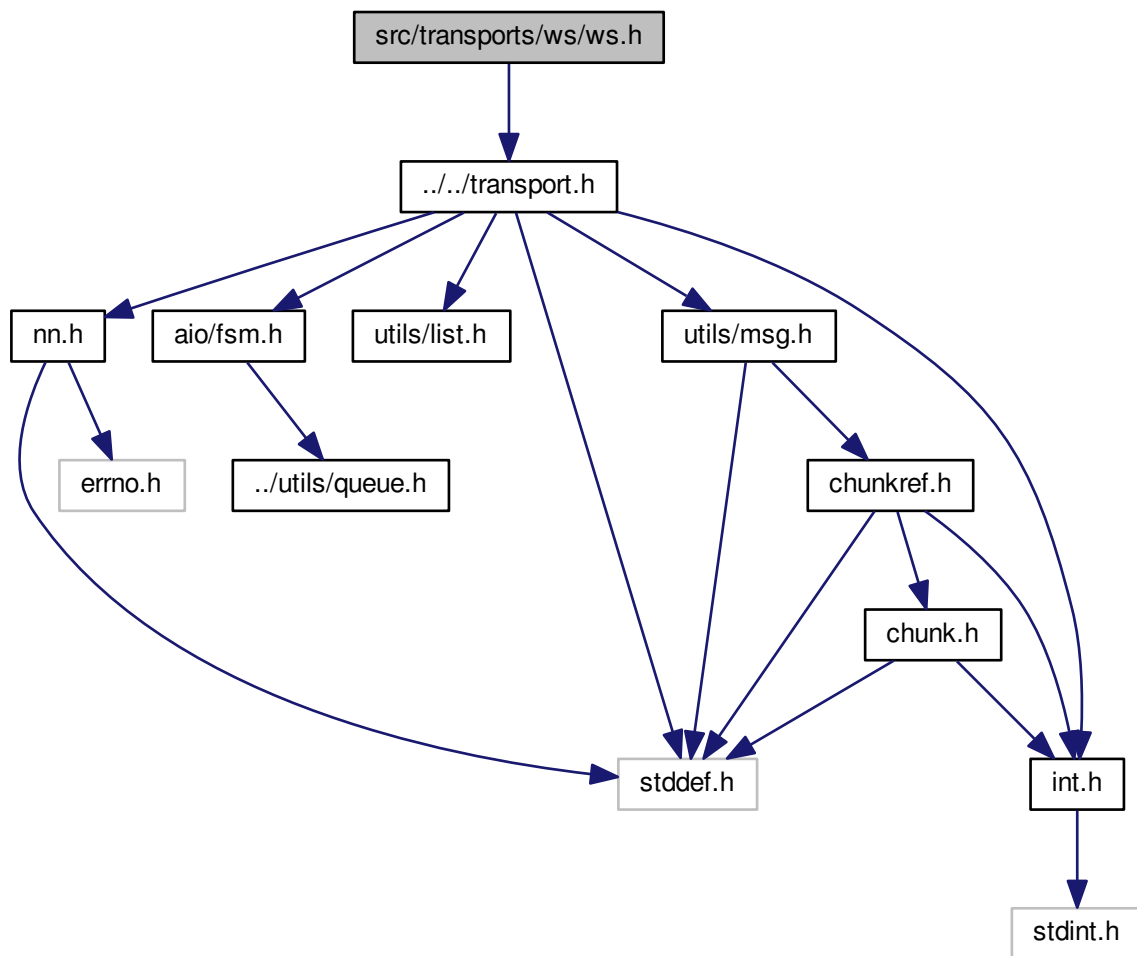 src/transports/ws/ws.h
../../transport.h
nn.h
aio/fsm.h
utils/list.h
utils/msg.h
errno.h
../utils/queue.h
chunkref.h
chunk.h
stddef.h
int.h
stdint.h